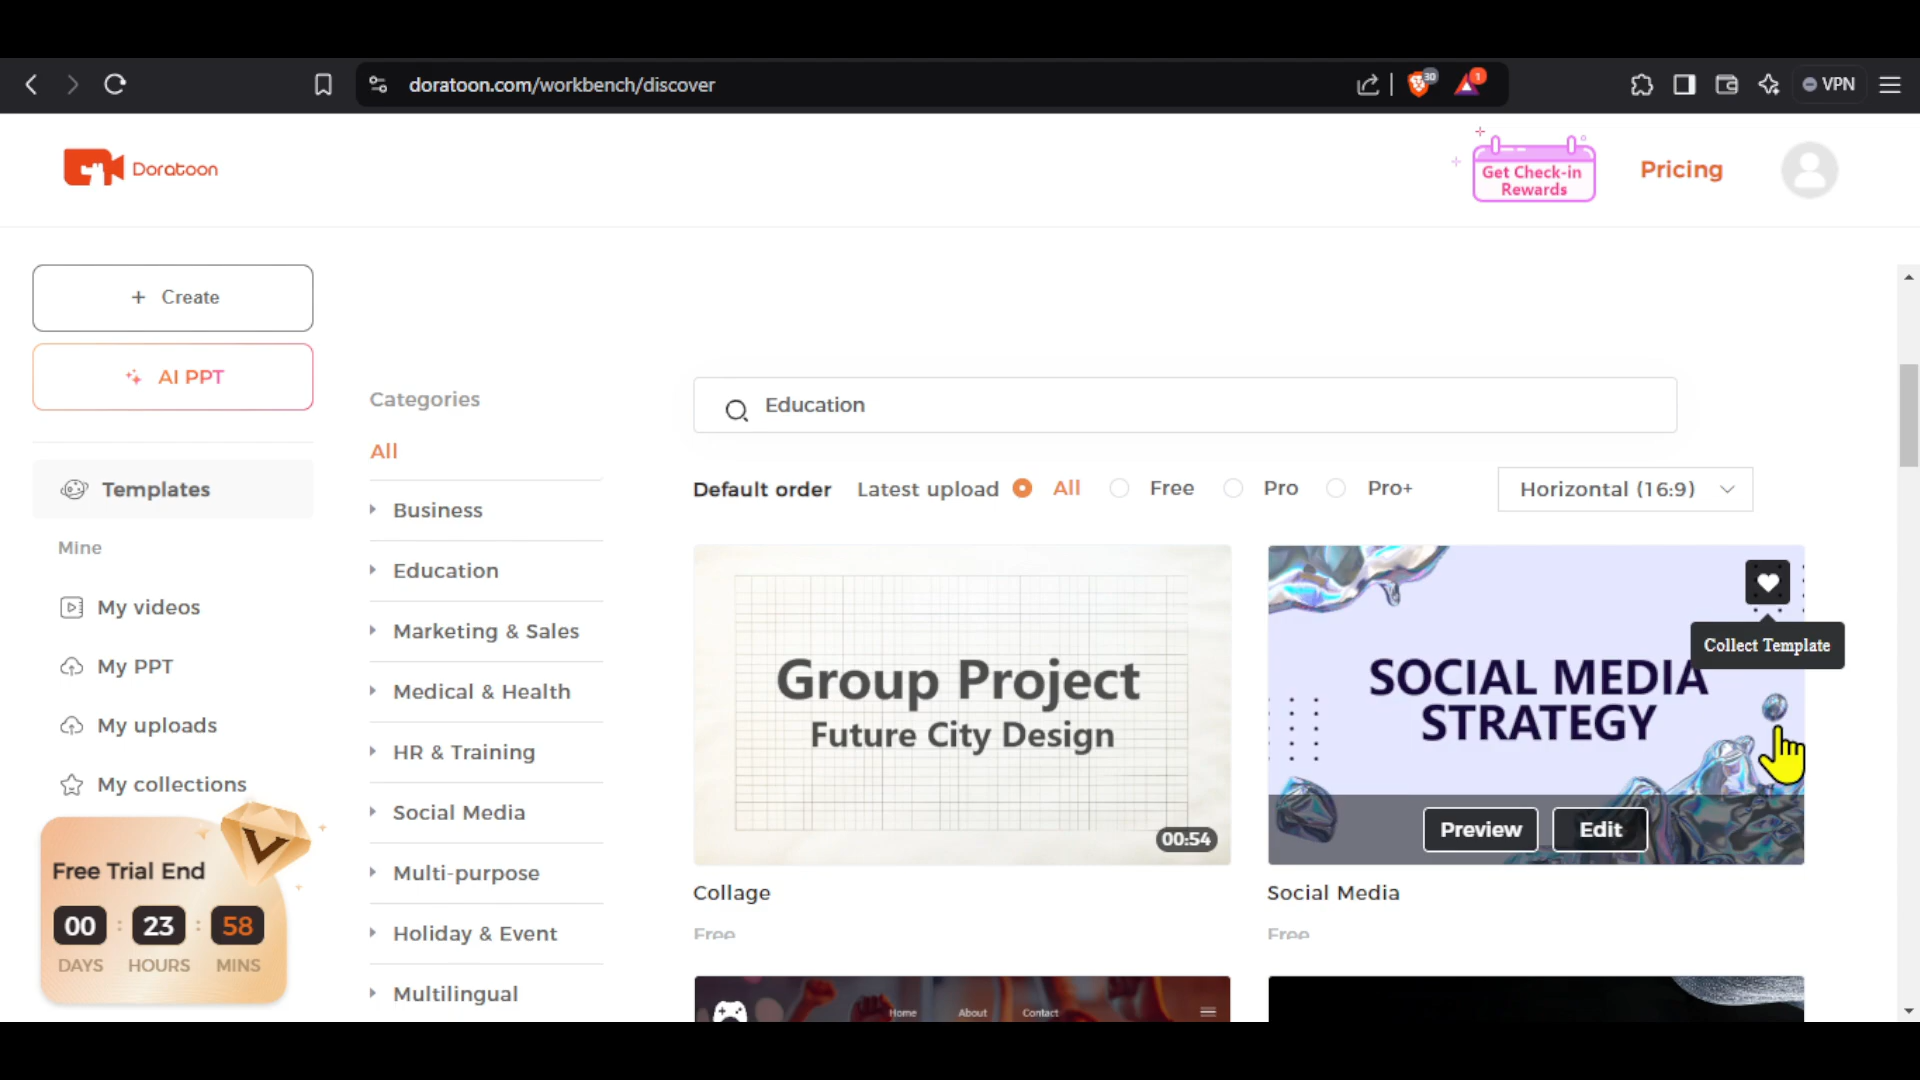 doratoon.com/workbench/discover
30
1
VPN
Doratoon
Get Check-in
Rewards
Pricing
+ Create
AI PPT
Templates
Mine
My videos
My PPT
My uploads
My collections
Free Trial End
00 : 23 : 58
DAYS HOURS MINS
Categories
All
Business
Education
Marketing & Sales
Medical & Health
HR & Training
Social Media
Multi-purpose
Holiday & Event
Multilingual
Education
Default order Latest upload All Free Pro Pro+
Horizontal (16:9)
Group Project
Future City Design
00:54
Collage
Free
Collect Template
SOCIAL MEDIA
STRATEGY
Preview Edit
Social Media
Free
Home About Contact